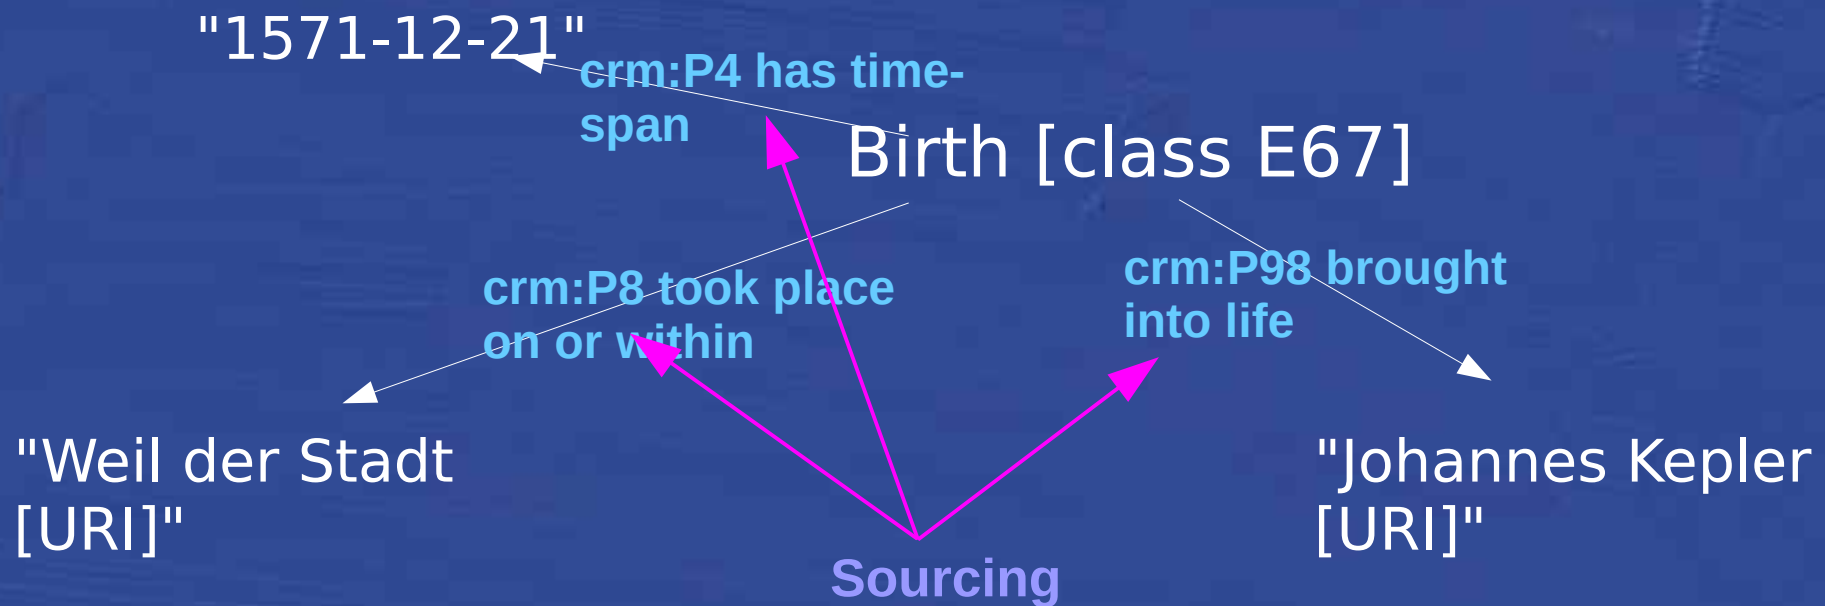 "1571-12-21"
crm:P4 has time-
span
Birth [class E67]
crm:P8 took place
on or within
crm:P98 brought
into life
"Weil der Stadt
[URI]"
"Johannes Kepler
[URI]"
Sourcing